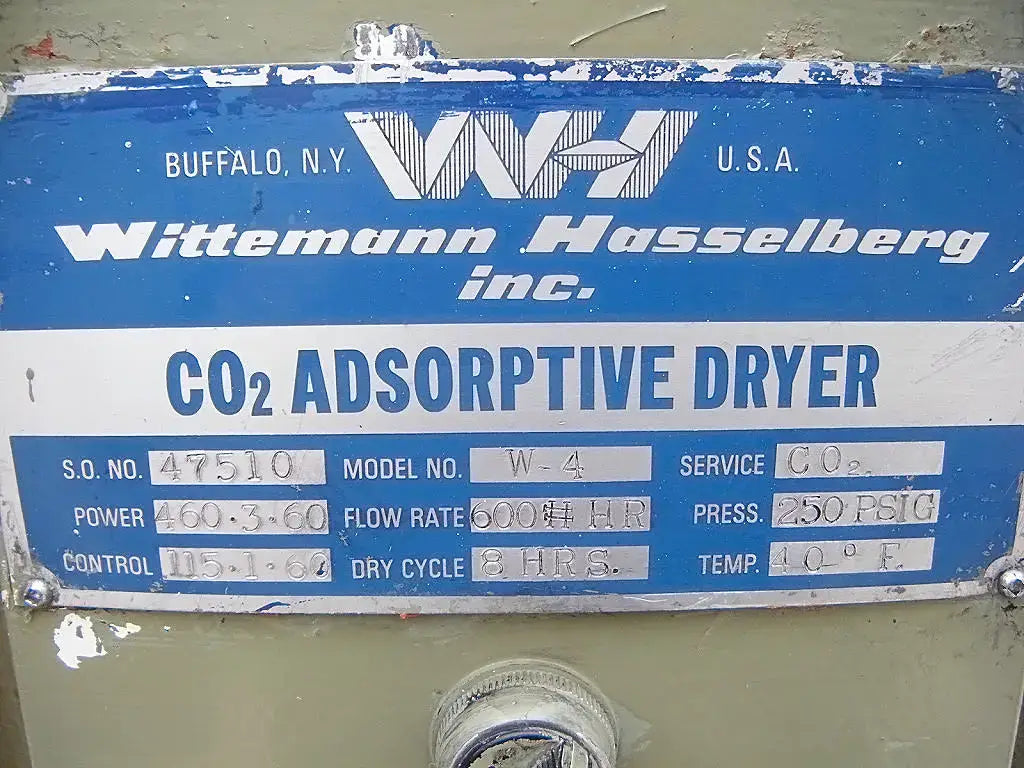 BUFFALO, N.Y. WH U.S.A.
Wittemann Hasselberg
inc.
CO2 ADSORPTIVE DRYER
S.O. NO. 47510 MODEL NO. W-4 SERVICE CO2.
POWER 460·3·60 FLOW RATE 600# HR PRESS. 250 PSIG
CONTROL 115·1·60 DRY CYCLE 8 HRS. TEMP. 40° F.